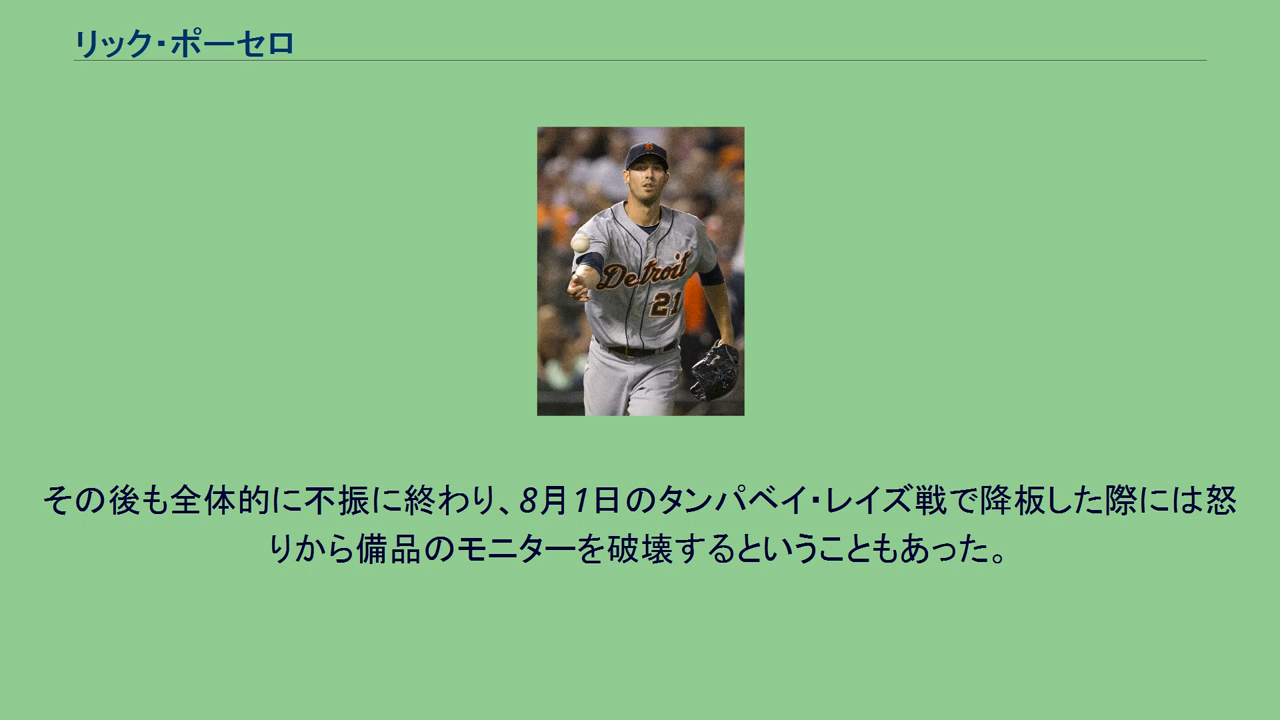 リック・ポーセロ
Detroit
21
その後も全体的に不振に終わり、8月1日のタンパベイ・レイズ戦で降板した際には怒
りから備品のモニターを破壊するということもあった。